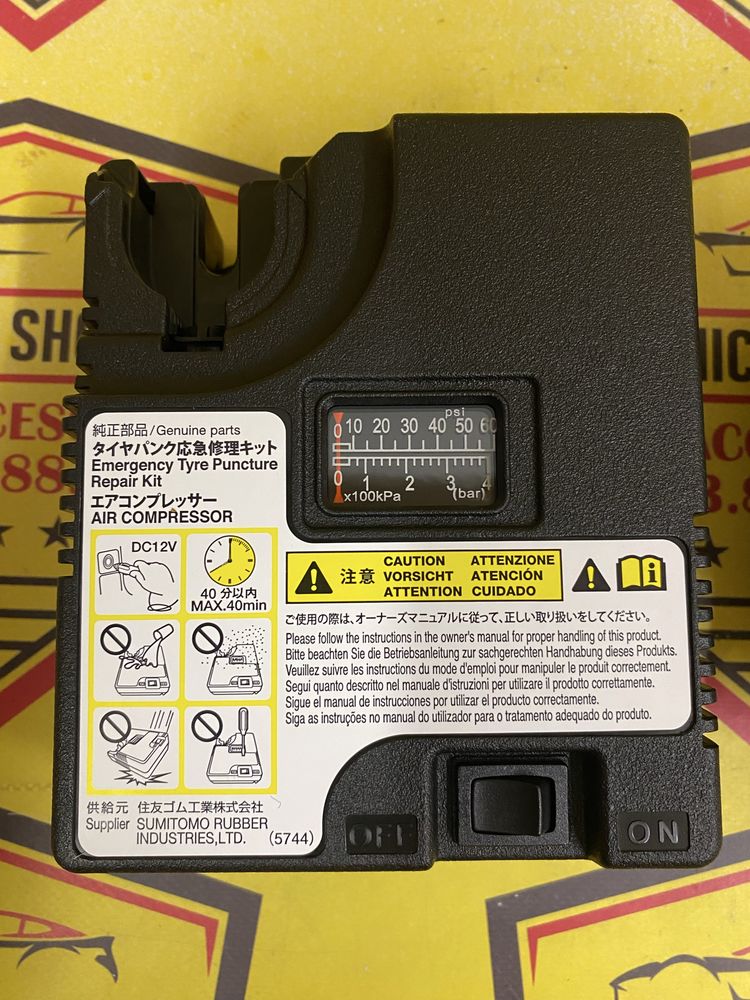 SH
CES
88
NIC
ACC
3.9
psi
0 10 20 30 40 50 60
0 1 2 3 4
x100kPa (bar)
純正部品/Genuine parts
タイヤパンク応急修理キット
Emergency Tyre Puncture
Repair Kit
エアコンプレッサー
AIR COMPRESSOR
DC12V
40 分以内
MAX.40min
注意
CAUTION ATTENZIONE
VORSICHT ATENCIÓN
ATTENTION CUIDADO
ご使用の際は、オーナーズマニュアルに従って、正しい取り扱いをしてください。
Please follow the instructions in the owner's manual for proper handling of this product.
Bitte beachten Sie die Betriebsanleitung zur sachgerechten Handhabung dieses Produkts.
Veuillez suivre les instructions du mode d'emploi pour manipuler le produit correctement.
Segui quanto descritto nel manuale d'istruzioni per utilizzare il prodotto correttamente.
Sigue el manual de instrucciones por utilizar el producto correctamente.
Siga as instruções no manual do utilizador para o tratamento adequado do produto.
供給元 住友ゴム工業株式会社
Supplier SUMITOMO RUBBER
INDUSTRIES,LTD. (5744)
OFF
ON